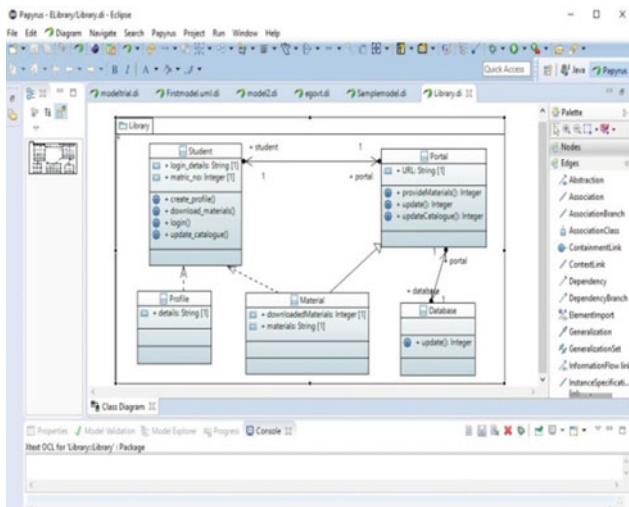 Papyrus - ELibrary/Library.di - Eclipse
File Edit Diagram Navigate Search Papyrus Project Run Window Help
Quick Access Java Papyrus
modeltrial.di Firstmodel.uml.di model2.di egovt.di Samplemodel.di Library.di
Library
Student
+ login_details: String [1]
+ matric_no: Integer [1]
+ create_profile()
+ download_materials()
+ login()
+ update_catalogue()
+ student
1
1
+ portal
Portal
+ URL: String [1]
+ provideMaterials(): Integer
+ update(): Integer
+ updateCatalogue(): Integer
1
+ portal
+ database
1
Profile
+ details: String [1]
Material
+ downloadedMaterials: Integer [1]
+ materials: String [1]
Database
+ update(): Integer
Palette
Nodes
Edges
Abstraction
Association
AssociationBranch
AssociationClass
ContainmentLink
ContextLink
Dependency
DependencyBranch
ElementImport
Generalization
GeneralizationSet
InformationFlow link
InstanceSpecificati...
Class Diagram
Properties Model Validation Model Explorer Progress Console
Xtext OCL for 'Library::Library' : Package